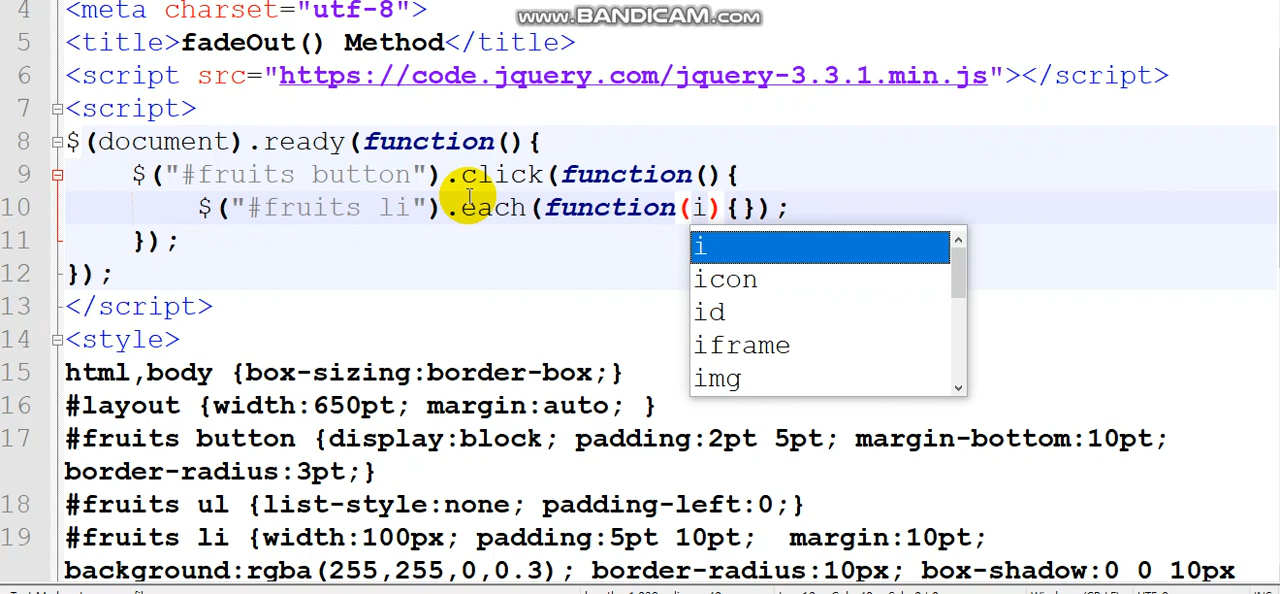 www.BANDICAM.com
4 <meta charset="utf-8">
5 <title>fadeOut() Method</title>
6 <script src="https://code.jquery.com/jquery-3.3.1.min.js"></script>
7 <script>
8 $(document).ready(function(){
9 $("#fruits button").click(function(){
10 $("#fruits li").each(function(i){});
11 });
12 });
13 </script>
14 <style>
15 html,body {box-sizing:border-box;}
16 #layout {width:650pt; margin:auto; }
17 #fruits button {display:block; padding:2pt 5pt; margin-bottom:10pt;
border-radius:3pt;}
18 #fruits ul {list-style:none; padding-left:0;}
19 #fruits li {width:100px; padding:5pt 10pt; margin:10pt;
background:rgba(255,255,0,0.3); border-radius:10px; box-shadow:0 0 10px
i
icon
id
iframe
img